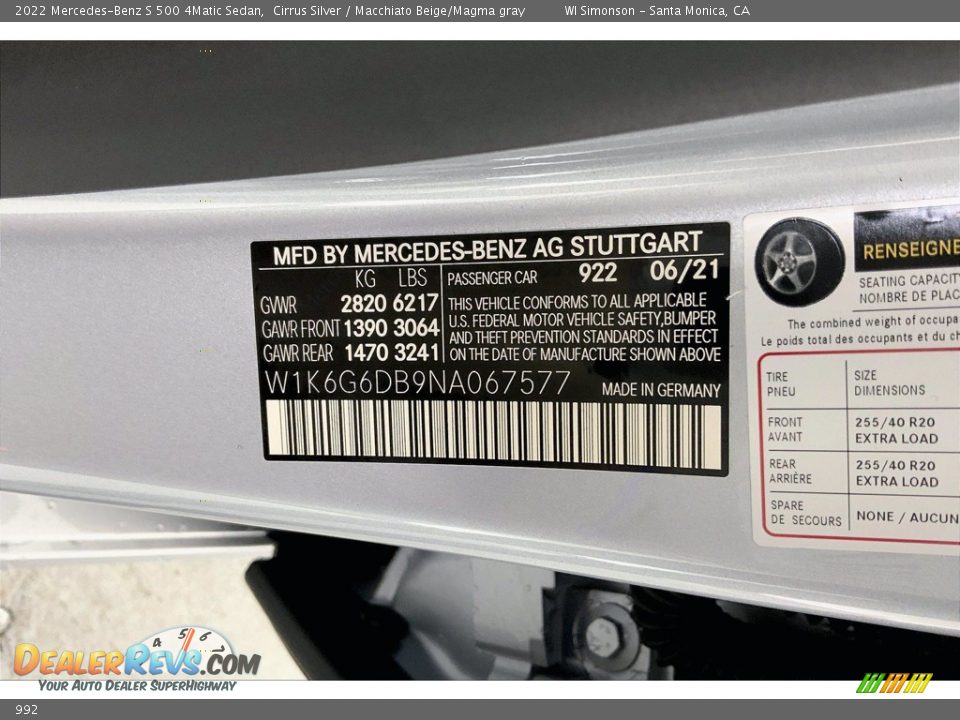 2022 Mercedes-Benz S 500 4Matic Sedan, Cirrus Silver / Macchiato Beige/Magma gray WI Simonson - Santa Monica, CA
MFD BY MERCEDES-BENZ AG STUTTGART
KG LBS PASSENGER CAR 922 06/21
GVWR 2820 6217
GAWR FRONT 1390 3064
GAWR REAR 1470 3241
THIS VEHICLE CONFORMS TO ALL APPLICABLE
U.S. FEDERAL MOTOR VEHICLE SAFETY,BUMPER
AND THEFT PREVENTION STANDARDS IN EFFECT
ON THE DATE OF MANUFACTURE SHOWN ABOVE
W1K6G6DB9NA067577 MADE IN GERMANY
RENSEIGNE
SEATING CAPACITY
NOMBRE DE PLAC
The combined weight of occupa
Le poids total des occupants et du ch
TIRE SIZE
PNEU DIMENSIONS
FRONT 255/40 R20
AVANT EXTRA LOAD
REAR 255/40 R20
ARRIÈRE EXTRA LOAD
SPARE NONE / AUCUN
DE SECOURS
4 5 6
DEALERREVS.COM
YOUR AUTO DEALER SUPERHIGHWAY
992